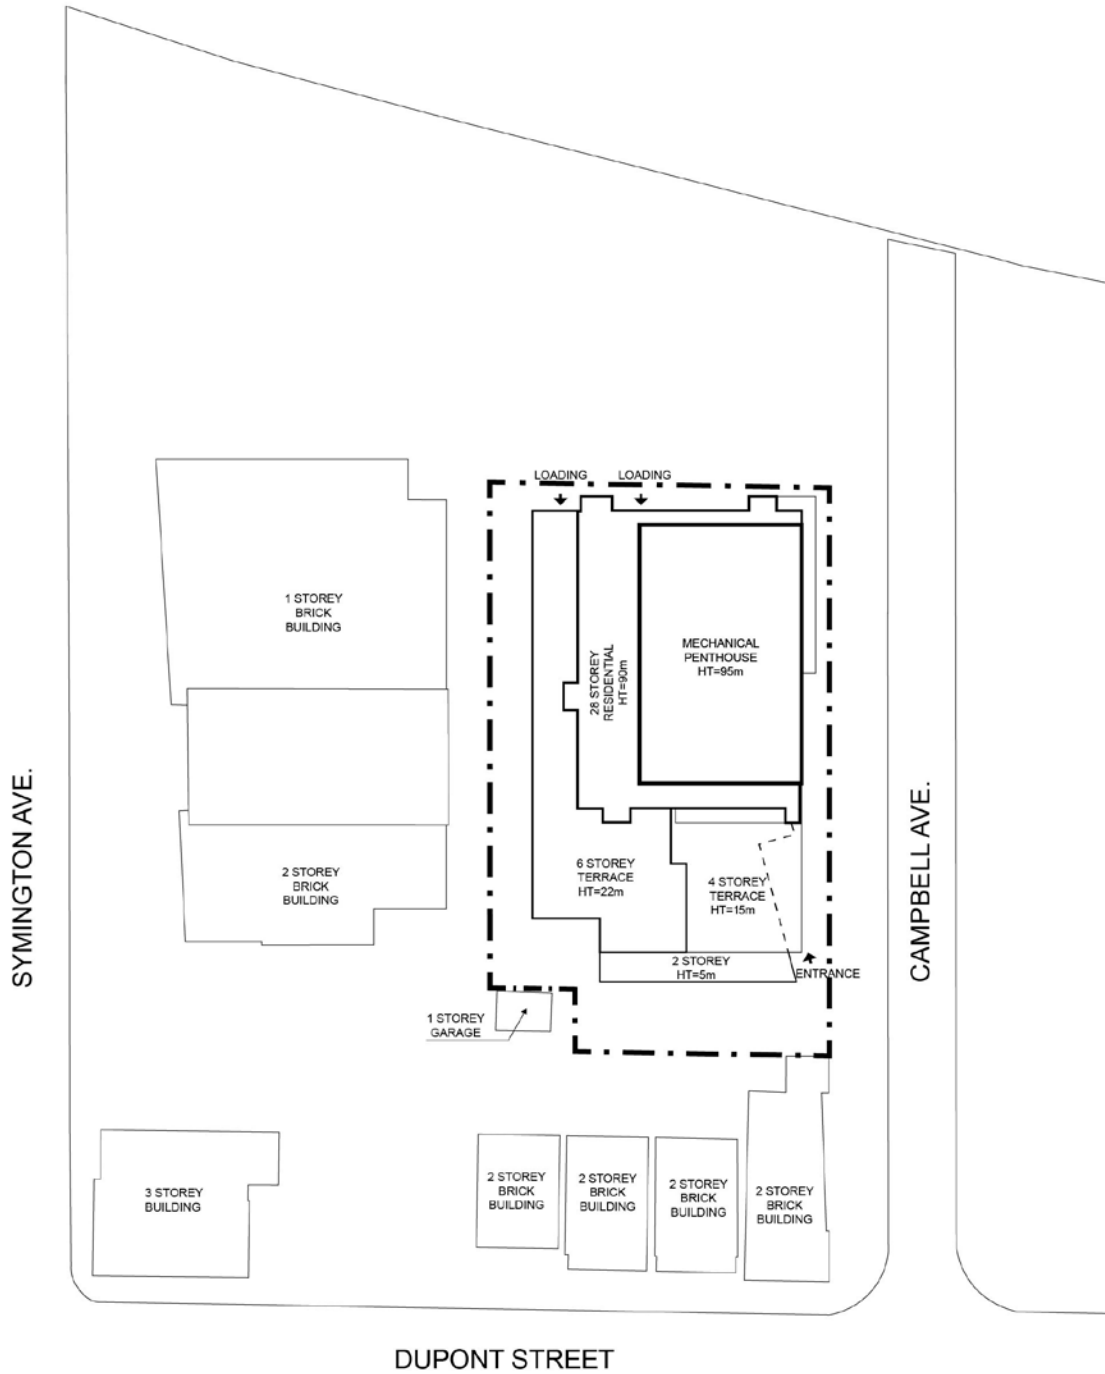 LOADING
LOADING
1 STOREY
BRICK
BUILDING
MECHANICAL
PENTHOUSE
HT=95m
28 STOREY
RESIDENTIAL
HT=90m
SYMINGTON AVE.
CAMPBELL AVE.
2 STOREY
BRICK
BUILDING
6 STOREY
TERRACE
HT=22m
4 STOREY
TERRACE
HT=15m
2 STOREY
HT=5m
ENTRANCE
1 STOREY
GARAGE
3 STOREY
BUILDING
2 STOREY
BRICK
BUILDING
2 STOREY
BRICK
BUILDING
2 STOREY
BRICK
BUILDING
2 STOREY
BRICK
BUILDING
DUPONT STREET